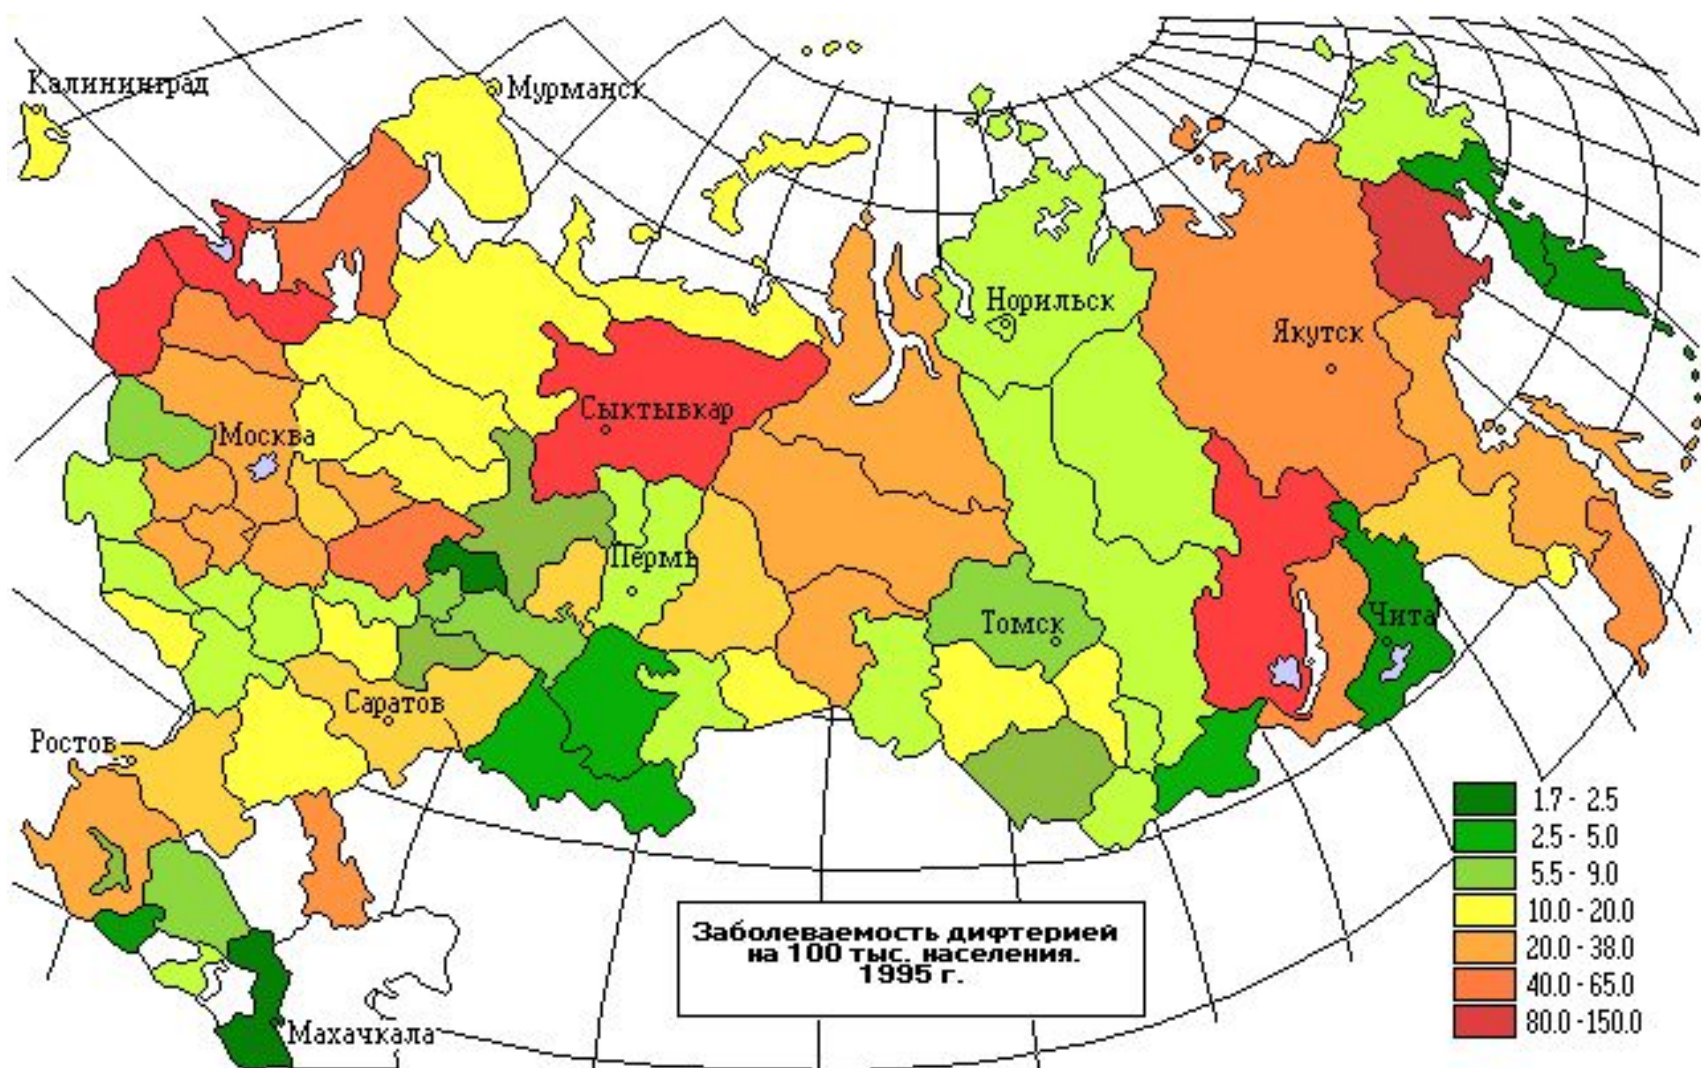 Калининград
Мурманск
Норильск
Якутск
Сыктывкар
Москва
Пермь
Томск
Чита
Саратов
Ростов
Махачкала
1.7 - 2.5
2.5 - 5.0
5.5 - 9.0
10.0 - 20.0
20.0 - 38.0
40.0 - 65.0
80.0 -150.0
Заболеваемость дифтерией
на 100 тыс. населения.
1995 г.